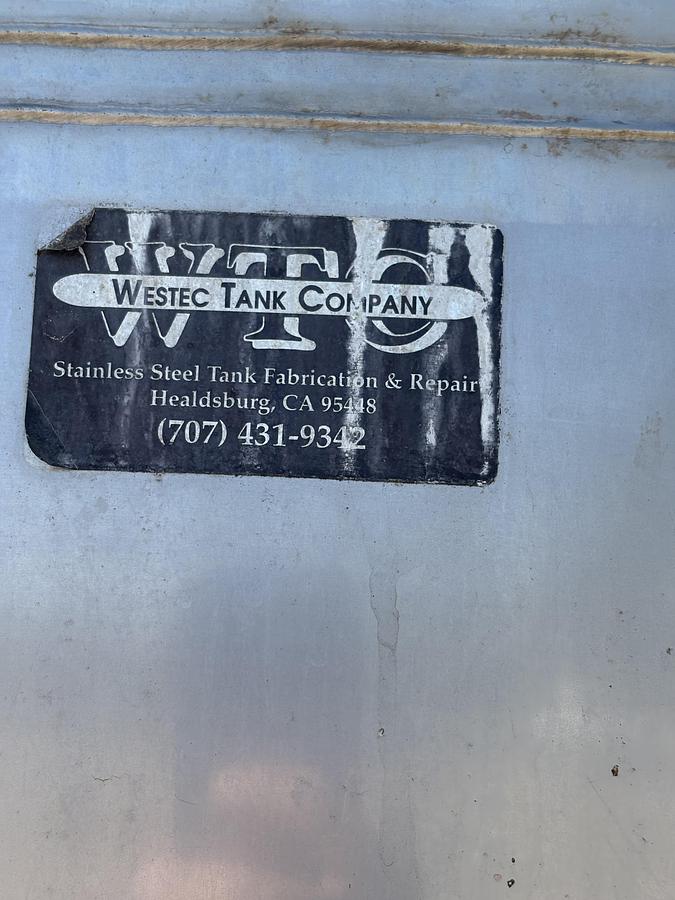 WTC
WESTEC TANK COMPANY
Stainless Steel Tank Fabrication & Repair
Healdsburg, CA 95448
(707) 431-9342